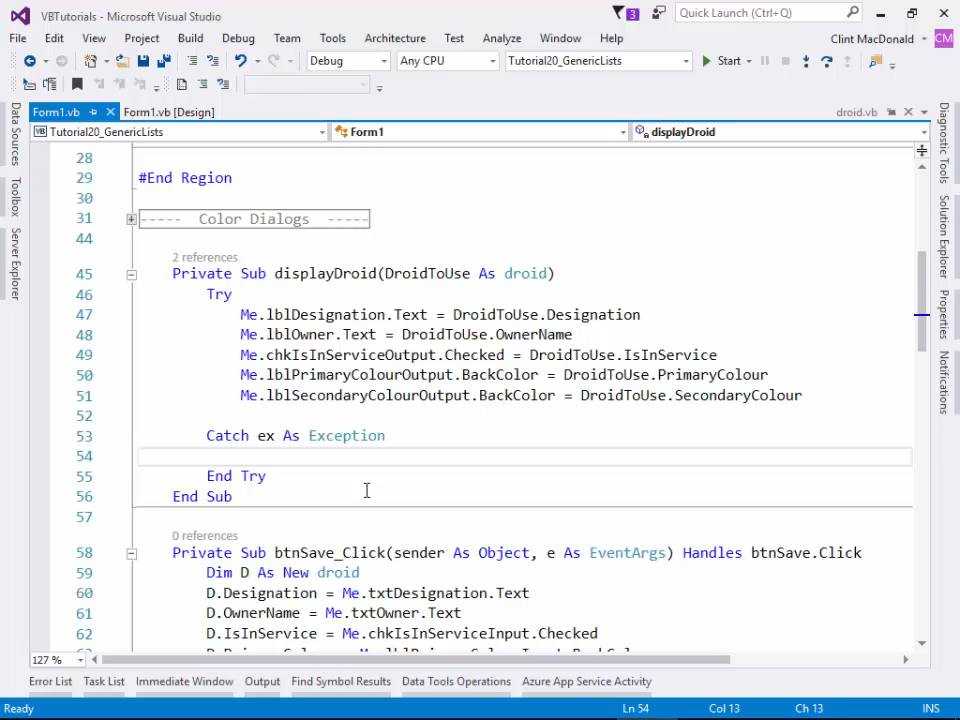 VBTutorials - Microsoft Visual Studio
3
Quick Launch (Ctrl+Q)
File Edit View Project Build Debug Team Tools Architecture Test Analyze Window Help
Clint MacDonald CM
Debug Any CPU Tutorial20_GenericLists Start
Form1.vb Form1.vb [Design] droid.vb
VB Tutorial20_GenericLists Form1 displayDroid
Data Sources
Toolbox
Server Explorer
28
29 #End Region
30
31 ----- Color Dialogs -----
44
2 references
45 Private Sub displayDroid(DroidToUse As droid)
46 Try
47 Me.lblDesignation.Text = DroidToUse.Designation
48 Me.lblOwner.Text = DroidToUse.OwnerName
49 Me.chkIsInServiceOutput.Checked = DroidToUse.IsInService
50 Me.lblPrimaryColourOutput.BackColor = DroidToUse.PrimaryColour
51 Me.lblSecondaryColourOutput.BackColor = DroidToUse.SecondaryColour
52
53 Catch ex As Exception
54
55 End Try
56 End Sub
57
0 references
58 Private Sub btnSave_Click(sender As Object, e As EventArgs) Handles btnSave.Click
59 Dim D As New droid
60 D.Designation = Me.txtDesignation.Text
61 D.OwnerName = Me.txtOwner.Text
62 D.IsInService = Me.chkIsInServiceInput.Checked
Diagnostic Tools
Solution Explorer
Properties
Notifications
127 %
Error List Task List Immediate Window Output Find Symbol Results Data Tools Operations Azure App Service Activity
Ready Ln 54 Col 13 Ch 13 INS